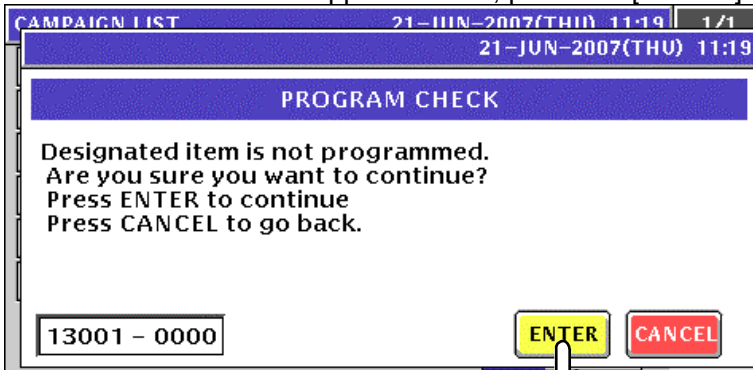 CAMPAIGN LIST 21-JUN-2007(THU) 11:19 1/1
21-JUN-2007(THU) 11:19
PROGRAM CHECK
Designated item is not programmed.
Are you sure you want to continue?
Press ENTER to continue
Press CANCEL to go back.
13001 - 0000 ENTER CANCEL